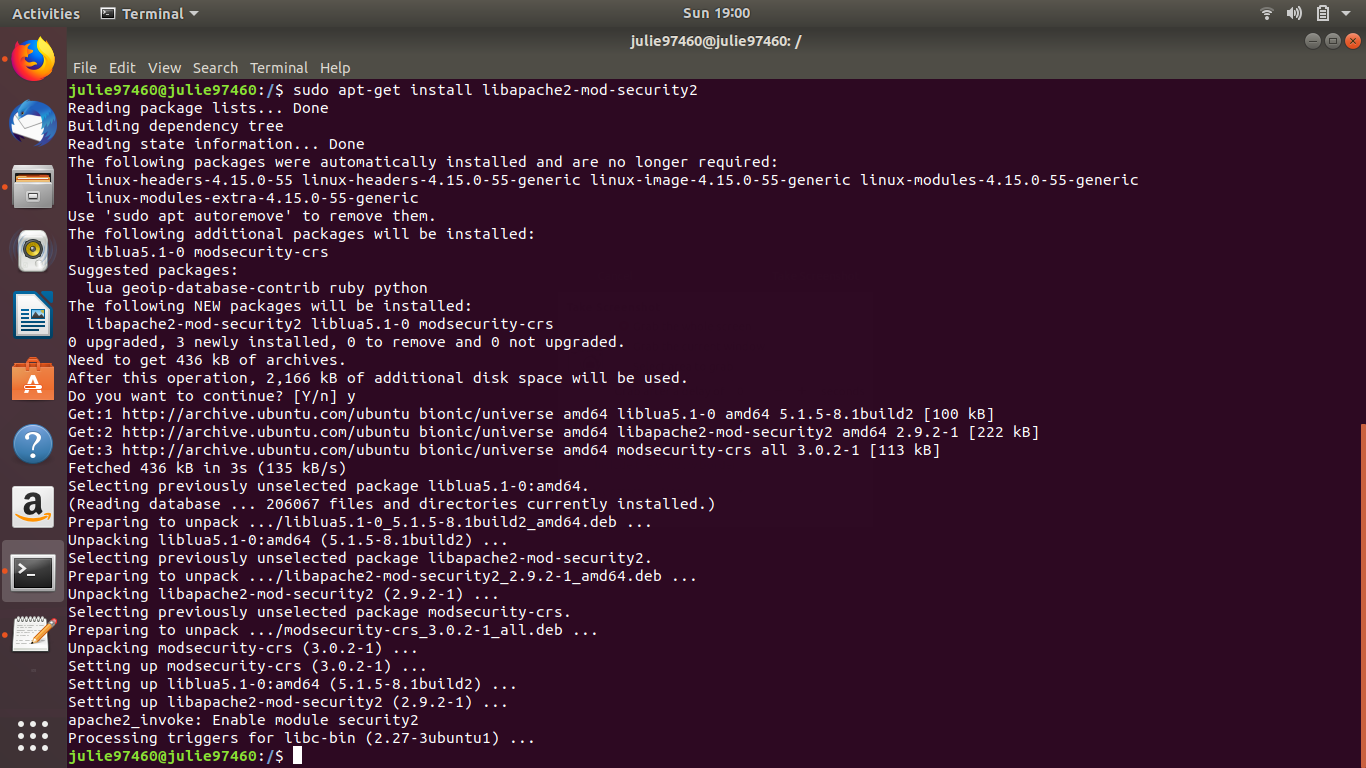 Activities Terminal Sun 19:00
julie97460@julie97460: /
File Edit View Search Terminal Help
julie97460@julie97460:/$ sudo apt-get install libapache2-mod-security2
Reading package lists... Done
Building dependency tree
Reading state information... Done
The following packages were automatically installed and are no longer required:
  linux-headers-4.15.0-55 linux-headers-4.15.0-55-generic linux-image-4.15.0-55-generic linux-modules-4.15.0-55-generic
  linux-modules-extra-4.15.0-55-generic
Use 'sudo apt autoremove' to remove them.
The following additional packages will be installed:
  liblua5.1-0 modsecurity-crs
Suggested packages:
  lua geoip-database-contrib ruby python
The following NEW packages will be installed:
  libapache2-mod-security2 liblua5.1-0 modsecurity-crs
0 upgraded, 3 newly installed, 0 to remove and 0 not upgraded.
Need to get 436 kB of archives.
After this operation, 2,166 kB of additional disk space will be used.
Do you want to continue? [Y/n] y
Get:1 http://archive.ubuntu.com/ubuntu bionic/universe amd64 liblua5.1-0 amd64 5.1.5-8.1build2 [100 kB]
Get:2 http://archive.ubuntu.com/ubuntu bionic/universe amd64 libapache2-mod-security2 amd64 2.9.2-1 [222 kB]
Get:3 http://archive.ubuntu.com/ubuntu bionic/universe amd64 modsecurity-crs all 3.0.2-1 [113 kB]
Fetched 436 kB in 3s (135 kB/s)
Selecting previously unselected package liblua5.1-0:amd64.
(Reading database ... 206067 files and directories currently installed.)
Preparing to unpack .../liblua5.1-0_5.1.5-8.1build2_amd64.deb ...
Unpacking liblua5.1-0:amd64 (5.1.5-8.1build2) ...
Selecting previously unselected package libapache2-mod-security2.
Preparing to unpack .../libapache2-mod-security2_2.9.2-1_amd64.deb ...
Unpacking libapache2-mod-security2 (2.9.2-1) ...
Selecting previously unselected package modsecurity-crs.
Preparing to unpack .../modsecurity-crs_3.0.2-1_all.deb ...
Unpacking modsecurity-crs (3.0.2-1) ...
Setting up modsecurity-crs (3.0.2-1) ...
Setting up liblua5.1-0:amd64 (5.1.5-8.1build2) ...
Setting up libapache2-mod-security2 (2.9.2-1) ...
apache2_invoke: Enable module security2
Processing triggers for libc-bin (2.27-3ubuntu1) ...
julie97460@julie97460:/$